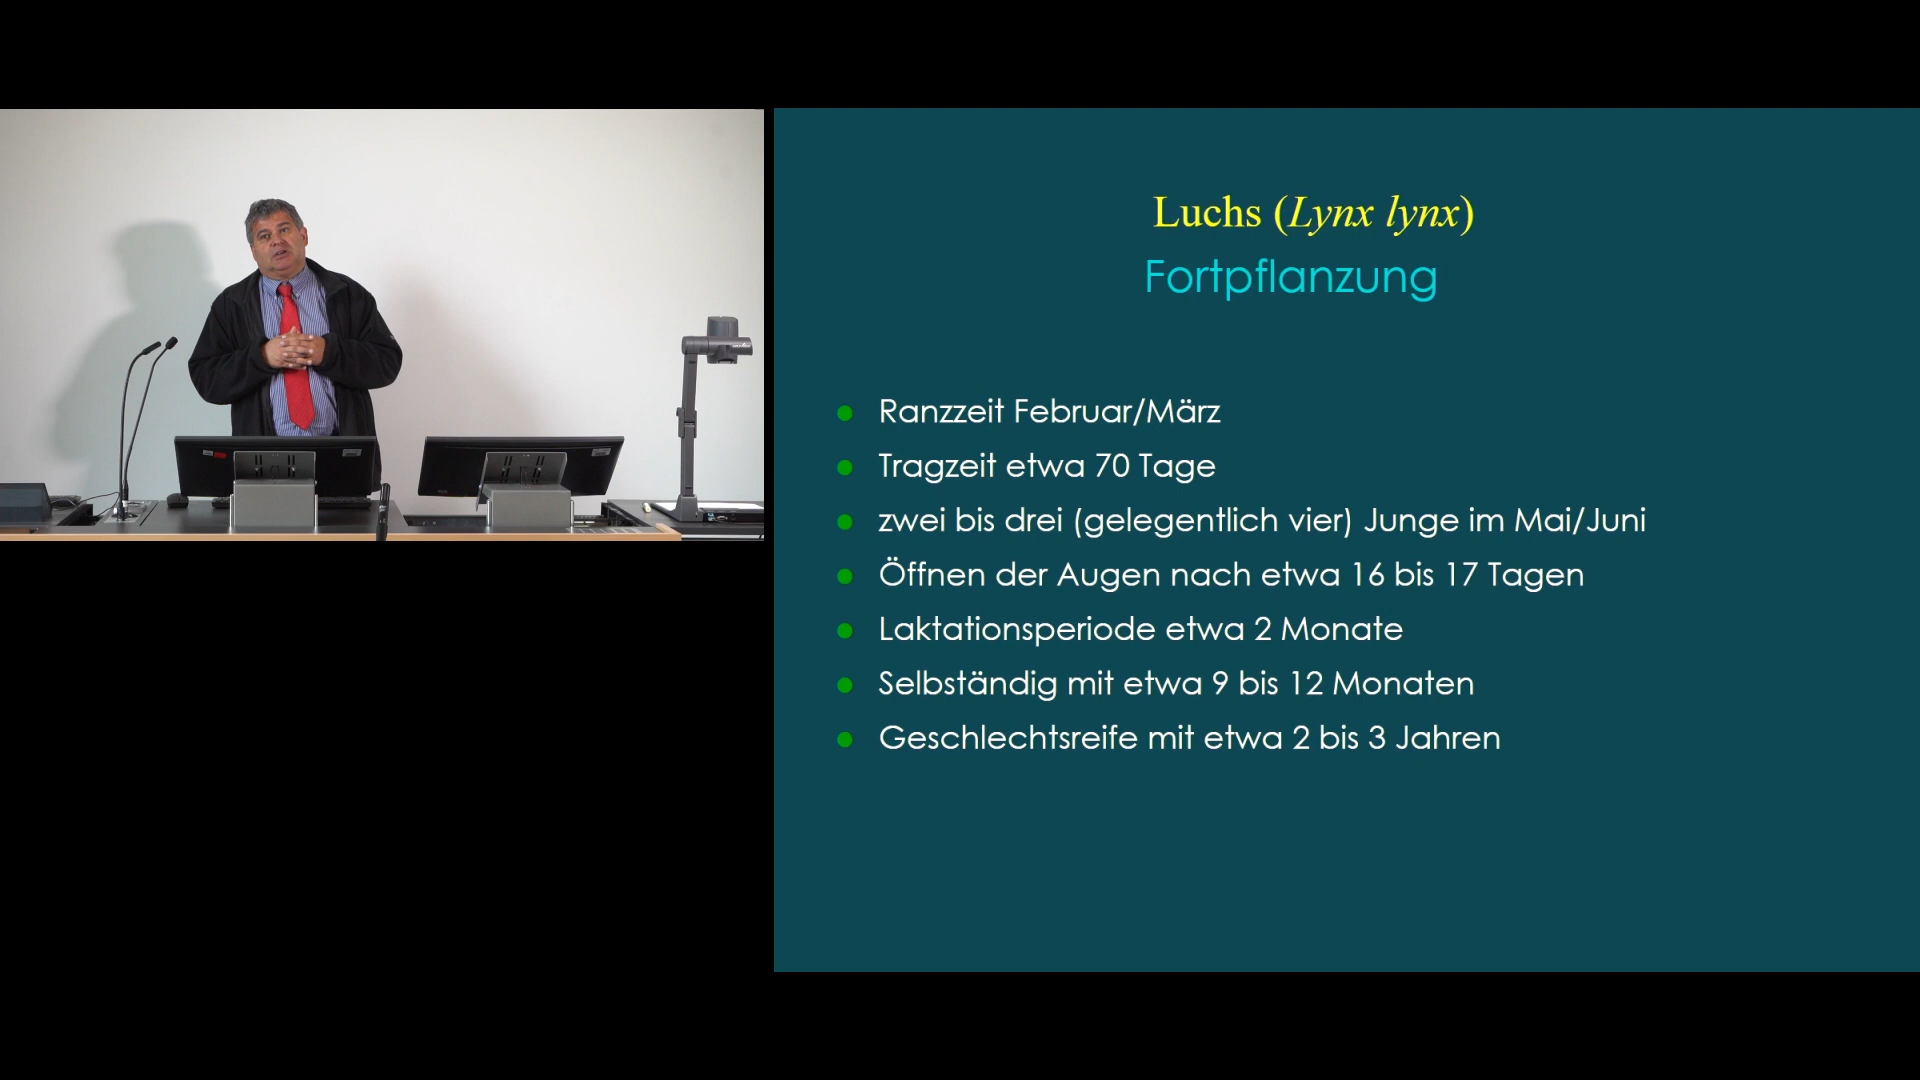 Luchs (Lynx lynx)
Fortpflanzung
Ranzzeit Februar/März
Tragzeit etwa 70 Tage
zwei bis drei (gelegentlich vier) Junge im Mai/Juni
Öffnen der Augen nach etwa 16 bis 17 Tagen
Laktationsperiode etwa 2 Monate
Selbständig mit etwa 9 bis 12 Monaten
Geschlechtsreife mit etwa 2 bis 3 Jahren